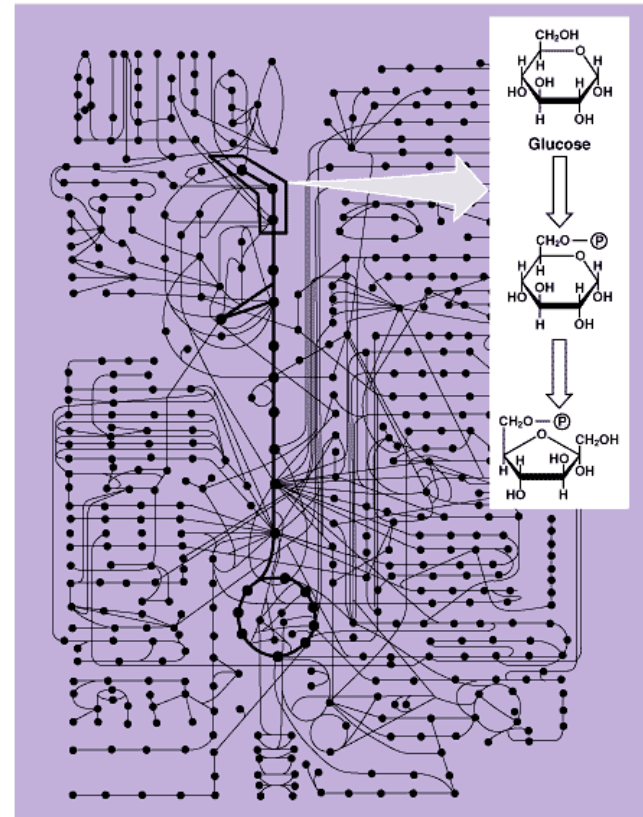 CH₂OH
O
H
H H
OH H
HO OH
H OH
Glucose
CH₂O—P
O
H
H H
OH H
HO OH
H OH
CH₂O—P
O CH₂OH
H H HO
OH
HO H